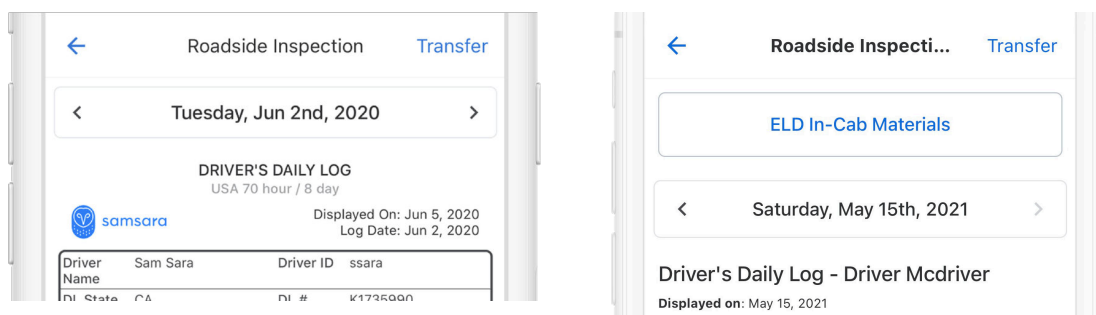 Roadside Inspection
Transfer
Tuesday, Jun 2nd, 2020
DRIVER'S DAILY LOG
USA 70 hour / 8 day
samsara
Displayed On: Jun 5, 2020
Log Date: Jun 2, 2020
Driver Name
Sam Sara
Driver ID
ssara
DL State
CA
DL #
K1735990
Roadside Inspecti...
Transfer
ELD In-Cab Materials
Saturday, May 15th, 2021
Driver's Daily Log - Driver Mcdriver
Displayed on: May 15, 2021